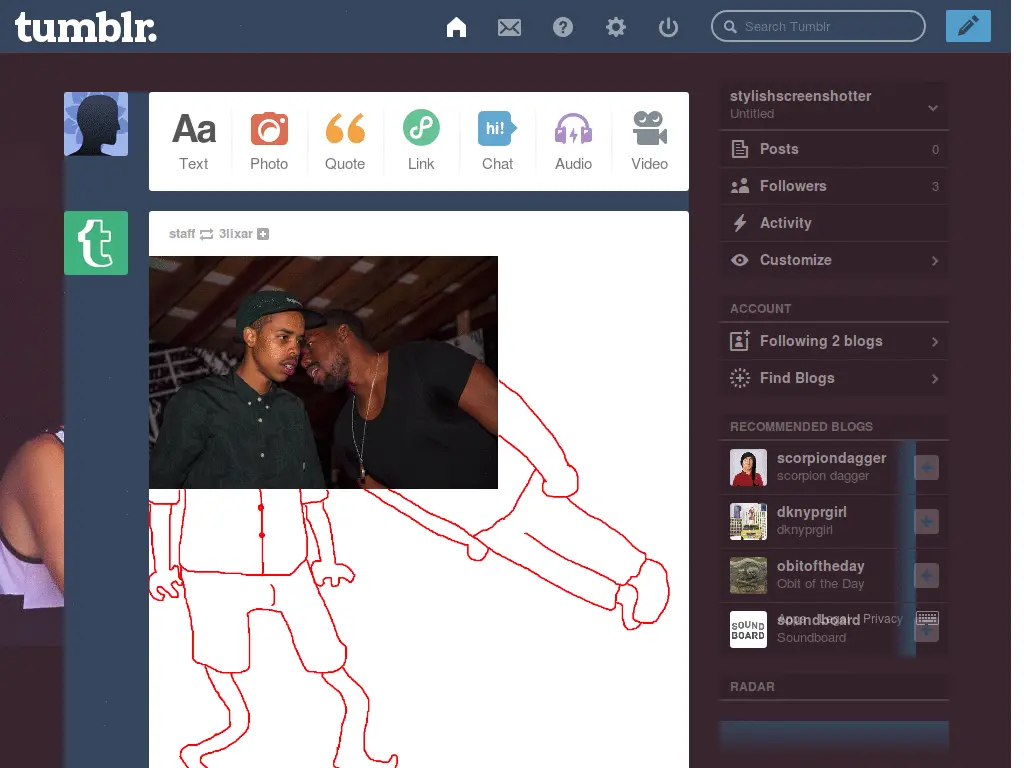 tumblr.
Search Tumblr
Aa
hi!
Text
Photo
Quote
Link
Chat
Audio
Video
staff
3lixar
stylishscreenshotter
Untitled
Posts 0
Followers 3
Activity
Customize
ACCOUNT
Following 2 blogs
Find Blogs
RECOMMENDED BLOGS
scorpiondagger
scorpion dagger
dknyprgirl
dknyprgirl
obitoftheday
Obit of the Day
SOUND
BOARD
soundboard
Apps Legal Privacy
Soundboard
RADAR